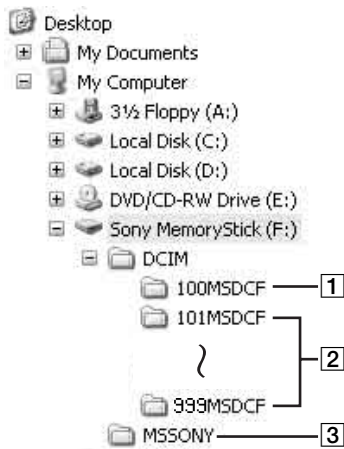 Desktop
My Documents
My Computer
3½ Floppy (A:)
Local Disk (C:)
Local Disk (D:)
DVD/CD-RW Drive (E:)
Sony MemoryStick (F:)
DCIM
100MSDCF 1
101MSDCF
2
999MSDCF
MSSONY 3